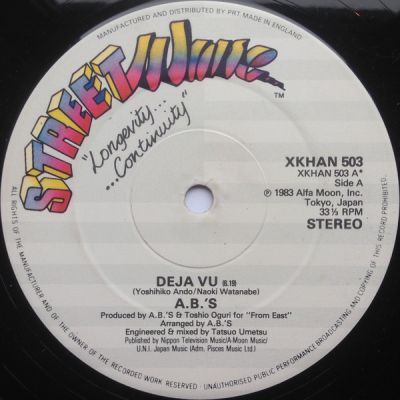 MANUFACTURED AND DISTRIBUTED BY PRT MADE IN ENGLAND
STREET Wave
TM
"Longevity...
...Continuity"
XKHAN 503
XKHAN 503 A*
Side A
℗ 1983 Alfa Moon, Inc.
Tokyo, Japan
33⅓ RPM
STEREO
DEJA VU (6.19)
(Yoshihiko Ando/Naoki Watanabe)
A.B.'S
Produced by A.B.'S & Toshio Oguri for "From East"
Arranged by A.B.'S
Engineered & mixed by Tatsuo Umetsu
Published by Nippon Television Music/A-Moon Music/
U.N.I. Japan Music (Adm. Pisces Music Ltd.)
ALL RIGHTS OF THE MANUFACTURER AND OF THE OWNER OF THE RECORDED WORK RESERVED - UNAUTHORISED PUBLIC PERFORMANCE BROADCASTING AND COPYING OF THIS RECORD PROHIBITED